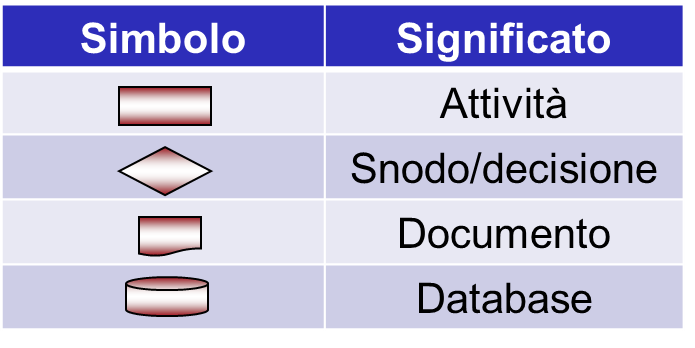 Simbolo Significato
Attività
Snodo/decisione
Documento
Database